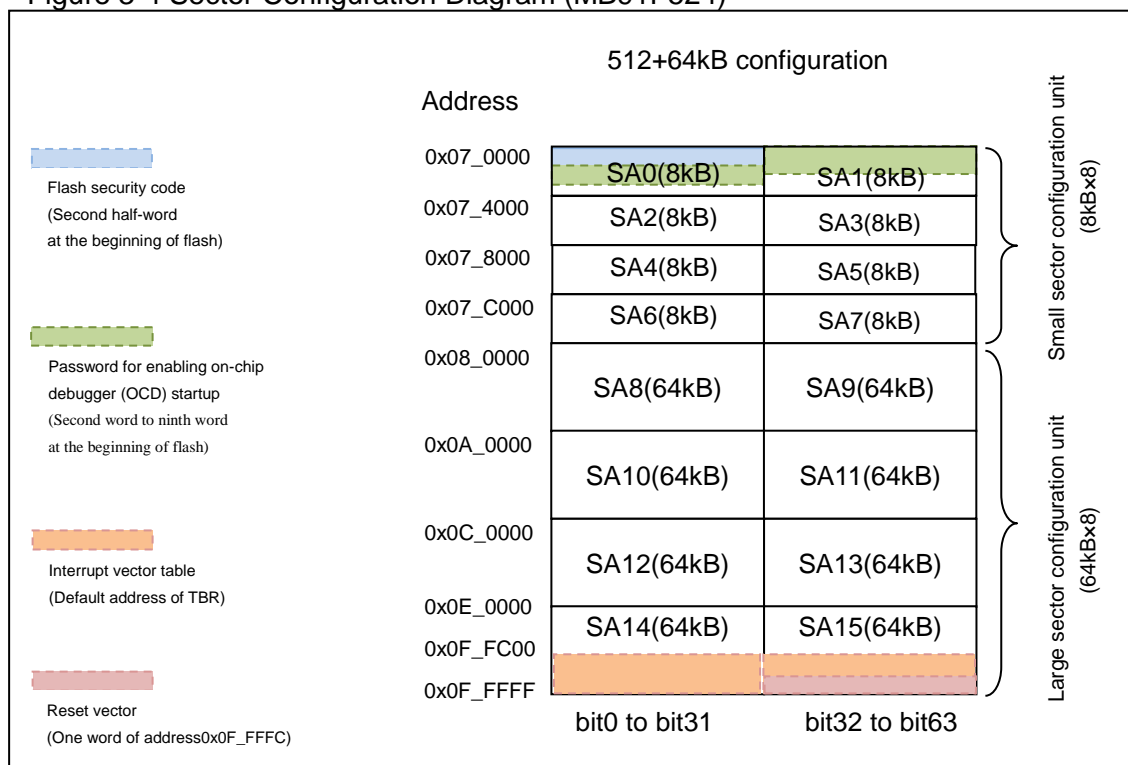 Figure Sector Configuration Diagram
512+64kB configuration
Address
Flash security code
(Second half-word
at the beginning of flash)
Password for enabling on-chip
debugger (OCD) startup
(Second word to ninth word
at the beginning of flash)
Interrupt vector table
(Default address of TBR)
Reset vector
(One word of address0x0F_FFFC)
0x07_0000
0x07_4000
0x07_8000
0x07_C000
0x08_0000
0x0A_0000
0x0C_0000
0x0E_0000
0x0F_FC00
0x0F_FFFF
SA0(8kB) SA1(8kB)
SA2(8kB) SA3(8kB)
SA4(8kB) SA5(8kB)
SA6(8kB) SA7(8kB)
SA8(64kB) SA9(64kB)
SA10(64kB) SA11(64kB)
SA12(64kB) SA13(64kB)
SA14(64kB) SA15(64kB)
bit0 to bit31 bit32 to bit63
Small sector configuration unit
(8kB×8)
Large sector configuration unit
(64kB×8)